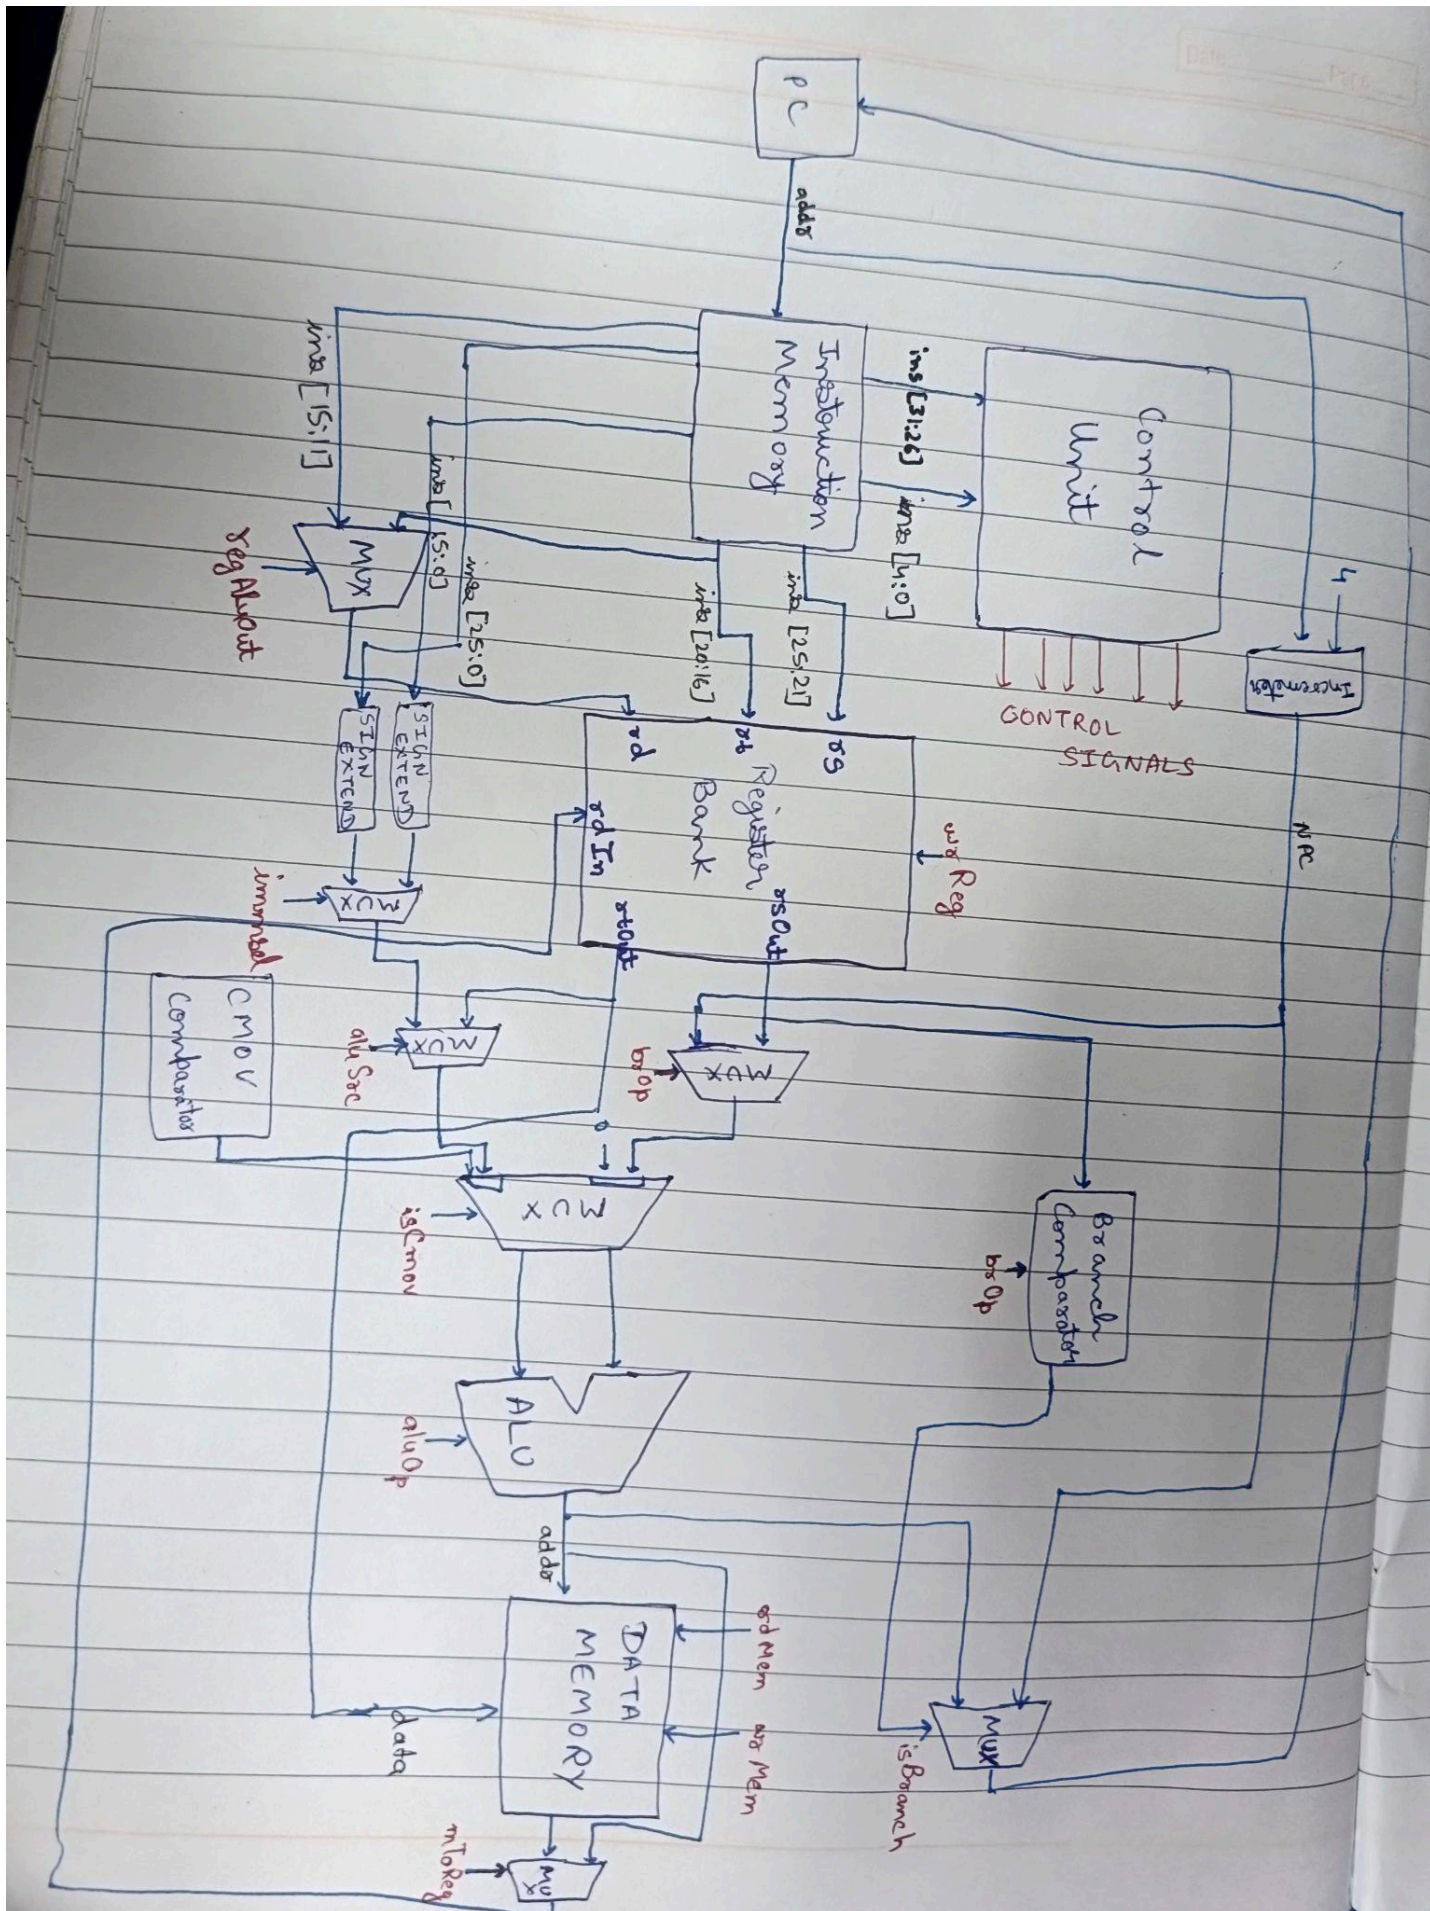 Date
Page
PC
addr
Instruction
Memory
ins [31:26]
ins [4:0]
Control
Unit
CONTROL
SIGNALS
4
Incrementer
NPC
ins [15:11]
ins [15:0]
ins [25:0]
ins [20:16]
ins [25:21]
MUX
regAluOut
SIGN
EXTEND
SIGN
EXTEND
rs
rt
rd
Register
Bank
rdIn
rsOut
rtOut
wrReg
MUX
immsel
CMOV
Comparator
MUX
aluSrc
MUX
brOp
0
MUX
isCmov
Branch
Comparator
brOp
ALU
aluOp
addr
DATA
MEMORY
rdMem
wrMem
data
MUX
isBranch
MUX
mToReg